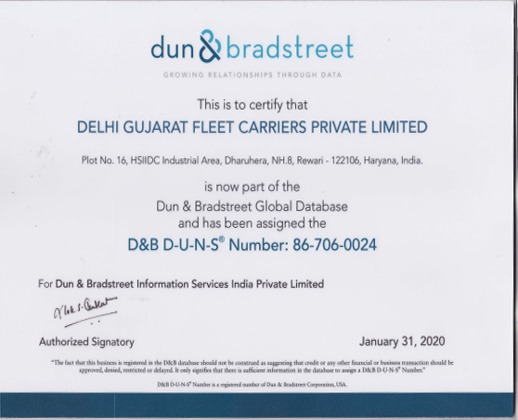 dun & bradstreet
GROWING RELATIONSHIPS THROUGH DATA
This is to certify that
DELHI GUJARAT FLEET CARRIERS PRIVATE LIMITED
Plot No. 16, HSIIDC Industrial Area, Dharuhera, NH.8, Rewari - 122106, Haryana, India.
is now part of the
Dun & Bradstreet Global Database
and has been assigned the
D&B D-U-N-S® Number: 86-706-0024
For Dun & Bradstreet Information Services India Private Limited
Authorized Signatory
January 31, 2020
"The fact that this business is registered in the D&B database should not be construed as suggesting that credit or any other financial or business transaction should be
approved, denied, restricted or delayed. It only signifies that there is sufficient information in the database to assign a D&B D-U-N-S® Number."
D&B D-U-N-S® Number is a registered number of Dun & Bradstreet Corporation, USA.